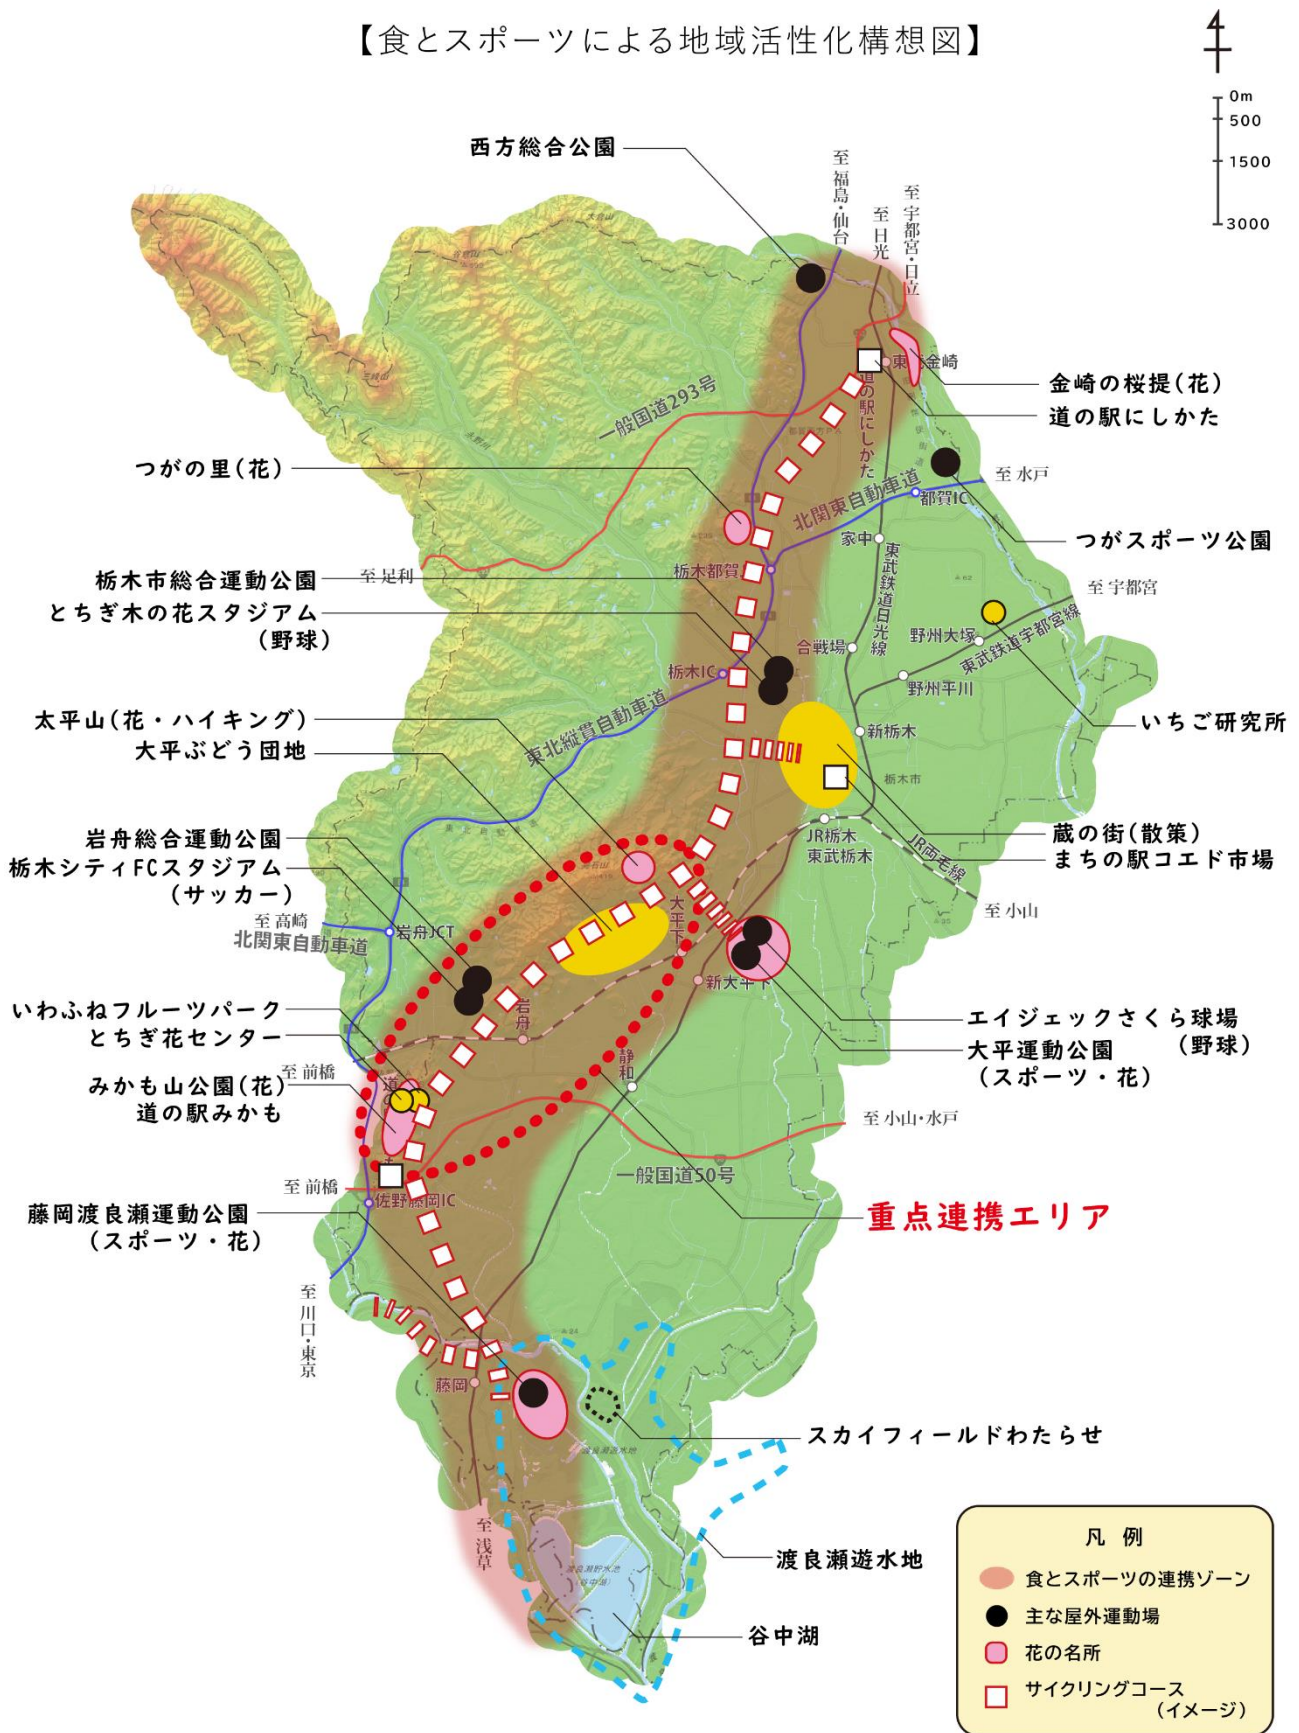 【食とスポーツによる地域活性化構想図】
0m
500
1500
3000
西方総合公園
至 福島・仙台
至 日光
至 宇都宮・日立
金崎の桜提(花)
道の駅にしかた
道の駅にしかた
一般国道293号
つがの里(花)
北関東自動車道
至 水戸
都賀IC
つがスポーツ公園
家中
栃木都賀
至 足利
東武鉄道日光線
至 宇都宮
栃木市総合運動公園
とちぎ木の花スタジアム
(野球)
合戦場
野州大塚
東武鉄道宇都宮線
栃木IC
野州平川
いちご研究所
太平山(花・ハイキング)
大平ぶどう団地
東北縦貫自動車道
新栃木
栃木市
岩舟総合運動公園
栃木シティFCスタジアム
(サッカー)
JR栃木
東武栃木
JR両毛線
蔵の街(散策)
まちの駅コエド市場
至 小山
至 高崎
北関東自動車道
岩舟JCT
大平下
新大平下
いわふねフルーツパーク
とちぎ花センター
岩舟
エイジェックさくら球場
(野球)
大平運動公園
(スポーツ・花)
静和
至 前橋
みかも山公園(花)
道の駅みかも
至 小山・水戸
一般国道50号
至 前橋
佐野藤岡IC
重点連携エリア
藤岡渡良瀬運動公園
(スポーツ・花)
至 川口・東京
藤岡
スカイフィールドわたらせ
渡良瀬遊水地
至 浅草
渡良瀬貯水池
(谷中湖)
渡良瀬遊水地
谷中湖
凡 例
食とスポーツの連携ゾーン
主な屋外運動場
花の名所
サイクリングコース
(イメージ)